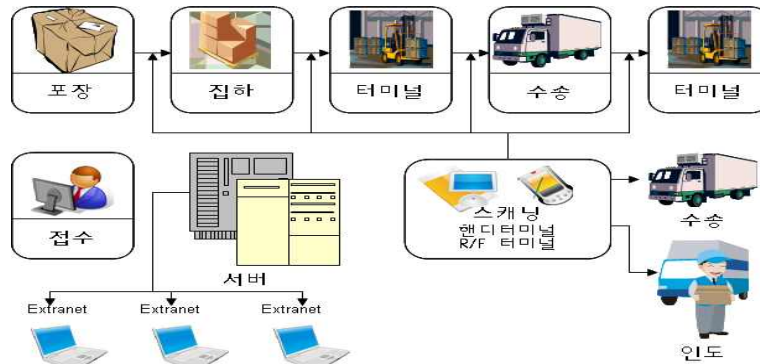 포장
집하
터미널
수송
터미널
접수
서버
스캐닝
핸디터미널
R/F 터미널
수송
Extranet
Extranet
Extranet
인도